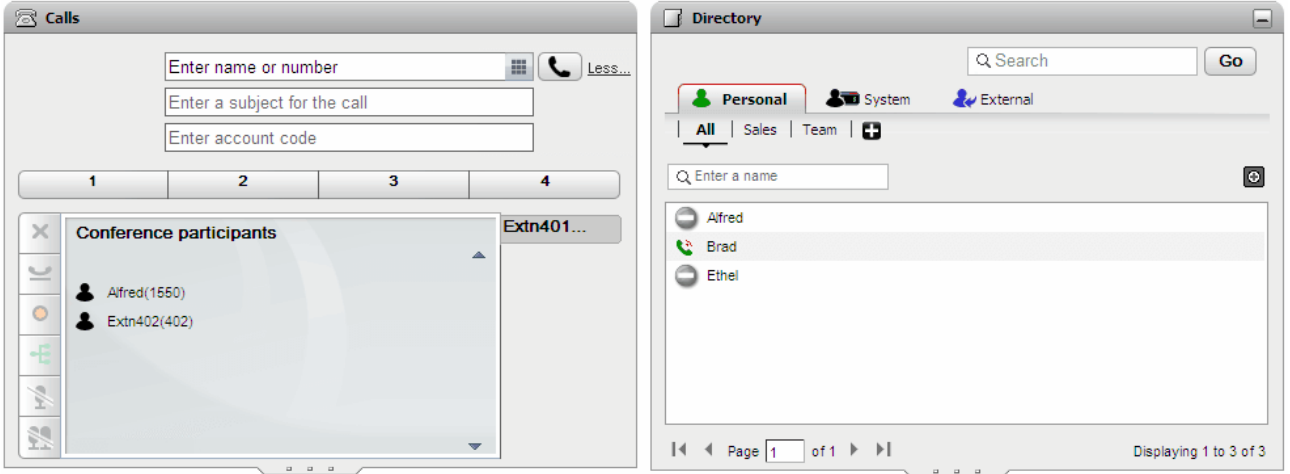 Calls
Enter name or number
Less...
Enter a subject for the call
Enter account code
1 2 3 4
Conference participants
Extn401...
Alfred(1550)
Extn402(402)
Directory
Search Go
Personal System External
All Sales Team
Enter a name
Alfred
Brad
Ethel
Page 1 of 1
Displaying 1 to 3 of 3